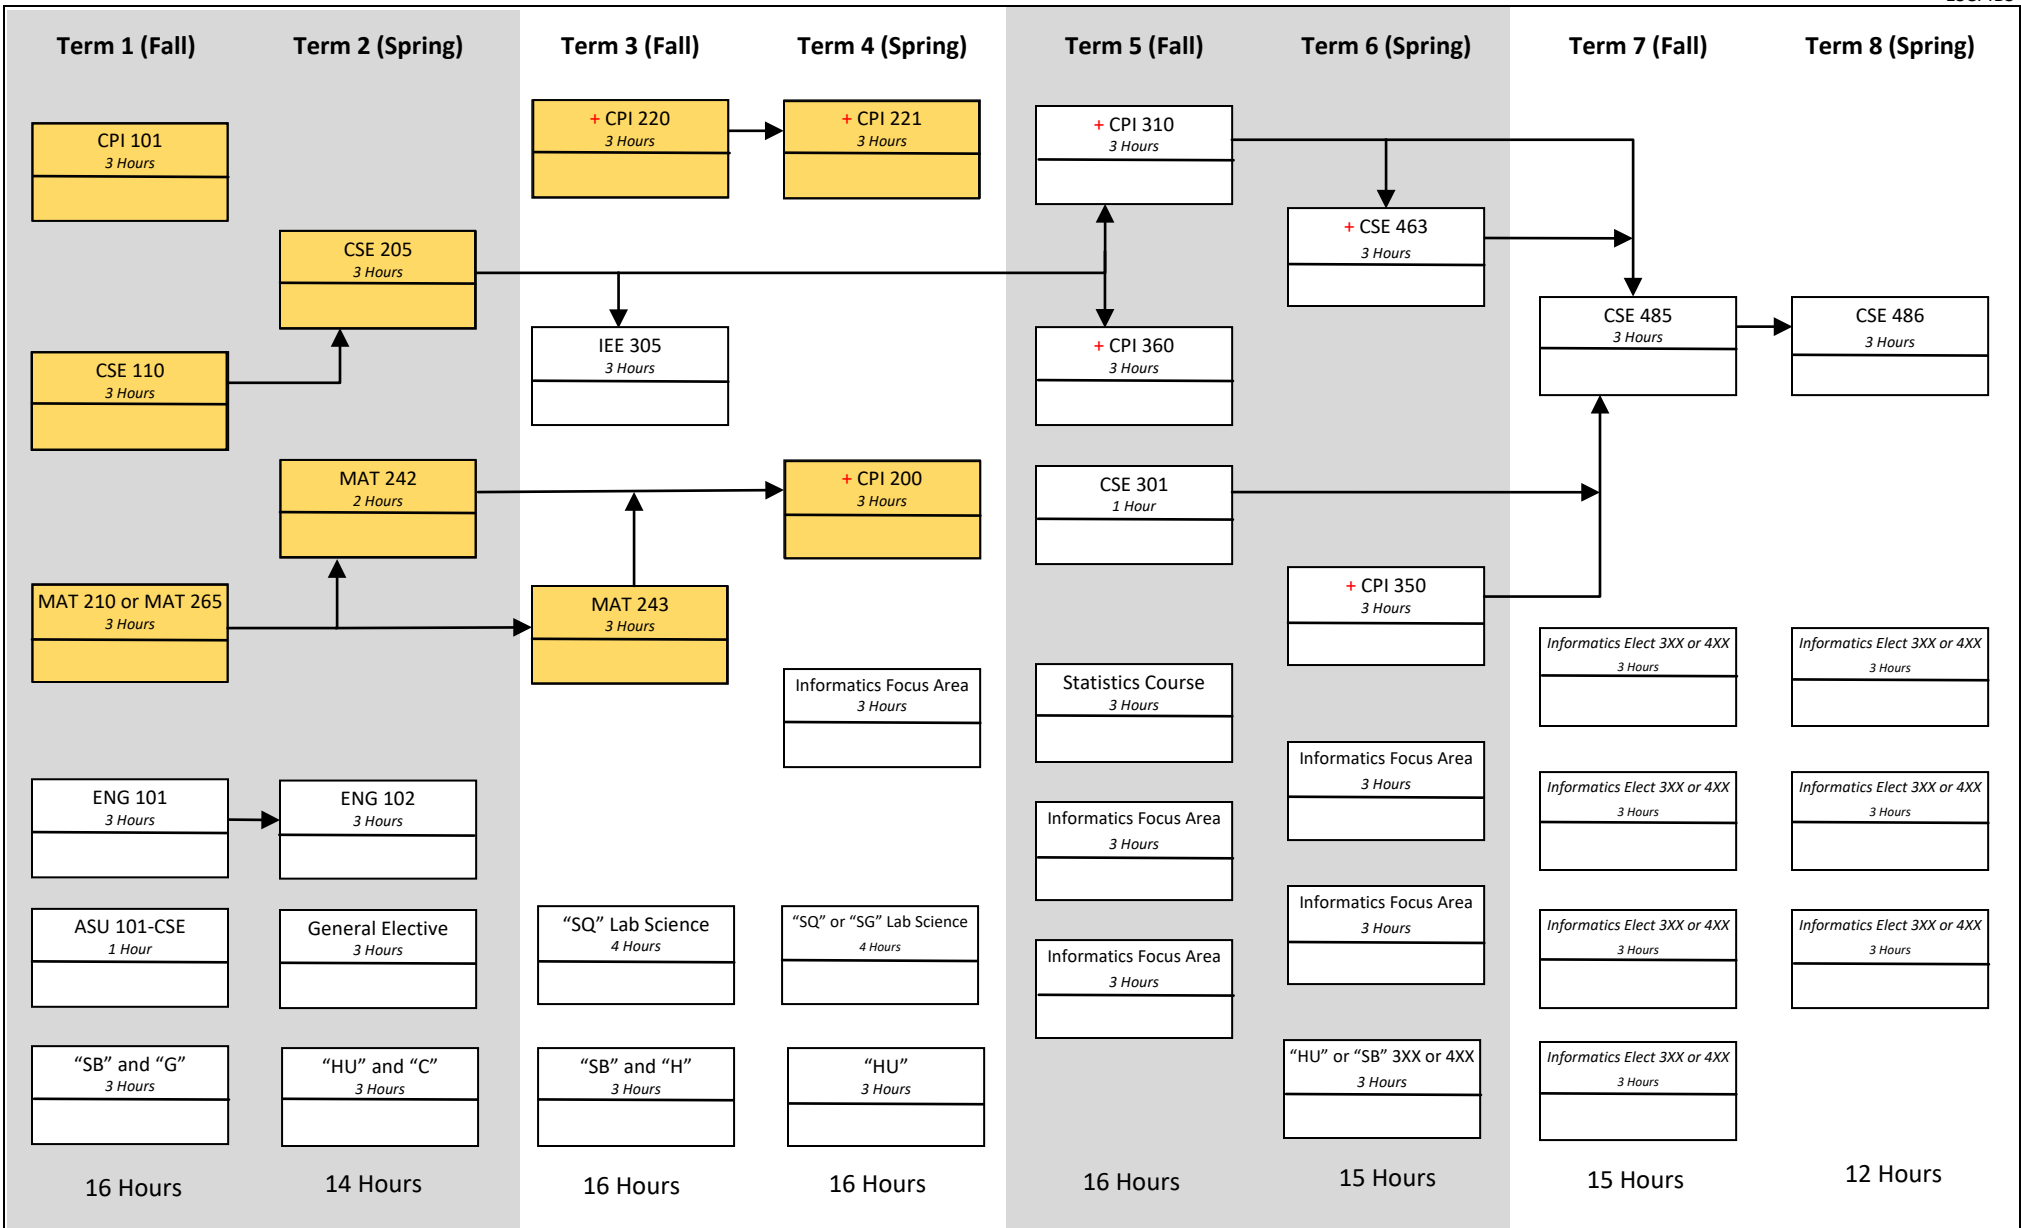 Term 1 (Fall)
Term 2 (Spring)
Term 3 (Fall)
Term 4 (Spring)
Term 5 (Fall)
Term 6 (Spring)
Term 7 (Fall)
Term 8 (Spring)
CPI 101
3 Hours
CSE 110
3 Hours
MAT 210 or MAT 265
3 Hours
ENG 101
3 Hours
ASU 101-CSE
1 Hour
“SB” and “G”
3 Hours
16 Hours
CSE 205
3 Hours
MAT 242
2 Hours
ENG 102
3 Hours
General Elective
3 Hours
“HU” and “C”
3 Hours
14 Hours
+ CPI 220
3 Hours
IEE 305
3 Hours
MAT 243
3 Hours
“SQ” Lab Science
4 Hours
“SB” and “H”
3 Hours
16 Hours
+ CPI 221
3 Hours
+ CPI 200
3 Hours
Informatics Focus Area
3 Hours
“SQ” or “SG” Lab Science
4 Hours
“HU”
3 Hours
16 Hours
+ CPI 310
3 Hours
+ CPI 360
3 Hours
CSE 301
1 Hour
Statistics Course
3 Hours
Informatics Focus Area
3 Hours
Informatics Focus Area
3 Hours
16 Hours
+ CSE 463
3 Hours
+ CPI 350
3 Hours
Informatics Focus Area
3 Hours
Informatics Focus Area
3 Hours
“HU” or “SB” 3XX or 4XX
3 Hours
15 Hours
CSE 485
3 Hours
Informatics Elect 3XX or 4XX
3 Hours
Informatics Elect 3XX or 4XX
3 Hours
Informatics Elect 3XX or 4XX
3 Hours
Informatics Elect 3XX or 4XX
3 Hours
15 Hours
CSE 486
3 Hours
Informatics Elect 3XX or 4XX
3 Hours
Informatics Elect 3XX or 4XX
3 Hours
Informatics Elect 3XX or 4XX
3 Hours
12 Hours